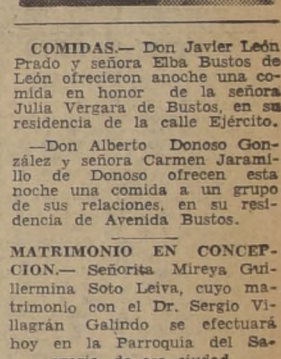 COMIDAS.— Don Javier León
Prado y señora Elba Bustos de
León ofrecieron anoche una co-
mida en honor de la señora
Julia Vergara de Bustos, en su
residencia de la calle Ejército.
—Don Alberto Donoso Gon-
zález y señora Carmen Jarami-
llo de Donoso ofrecen esta
noche una comida a un grupo
de sus relaciones, en su resi-
dencia de Avenida Bustos.
MATRIMONIO EN CONCEP-
CION.— Señorita Mireya Gui-
llermina Soto Leiva, cuyo ma-
trimonio con el Dr. Sergio Vi-
llagrán Galindo se efectuará
hoy en la Parroquia del Sa-
de esa ciudad